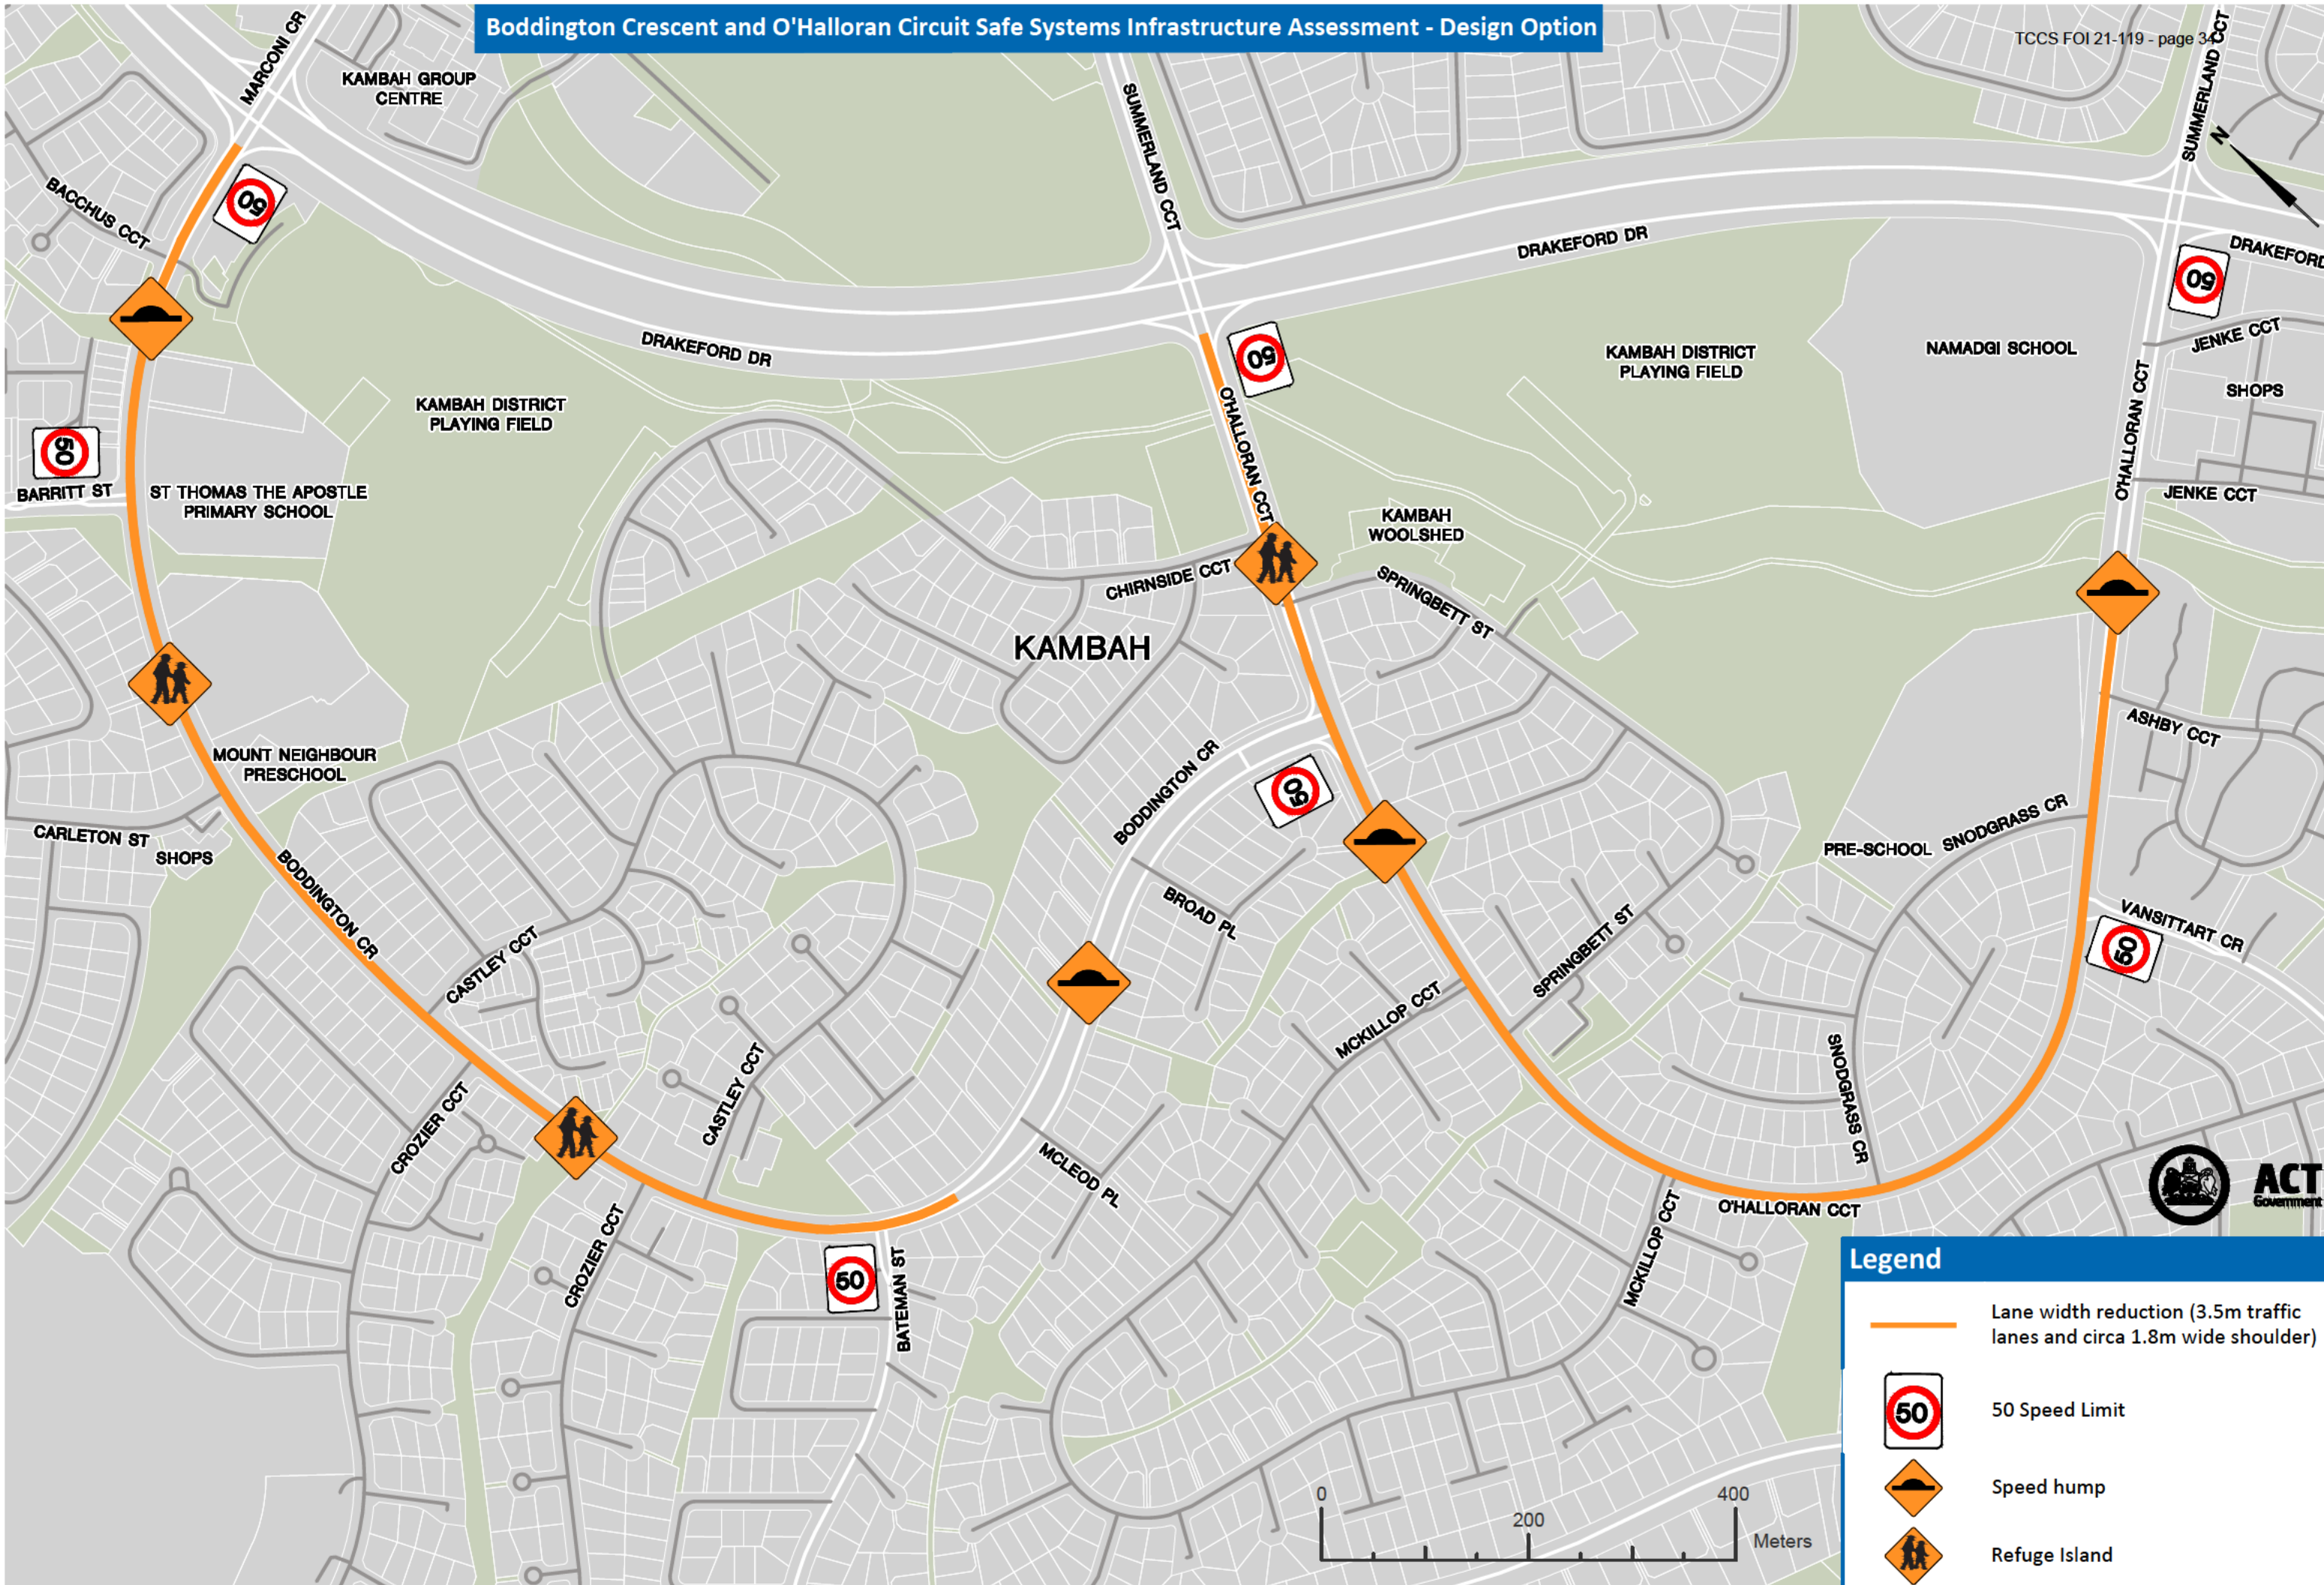 Boddington Crescent and O'Halloran Circuit Safe Systems Infrastructure Assessment - Design Option
TCCS FOI 21-119 - page 34
MARCONI CR
KAMBAH GROUP
CENTRE
SUMMERLAND CCT
SUMMERLAND CCT
N
BACCHUS CCT
50
DRAKEFORD DR
DRAKEFORD
50
DRAKEFORD DR
50
JENKE CCT
KAMBAH DISTRICT
PLAYING FIELD
NAMADGI SCHOOL
SHOPS
KAMBAH DISTRICT
PLAYING FIELD
O'HALLORAN CCT
O'HALLORAN CCT
50
BARRITT ST
ST THOMAS THE APOSTLE
PRIMARY SCHOOL
JENKE CCT
KAMBAH
WOOLSHED
CHIRNSIDE CCT
SPRINGBETT ST
KAMBAH
ASHBY CCT
MOUNT NEIGHBOUR
PRESCHOOL
BODDINGTON CR
50
CARLETON ST
SHOPS
PRE-SCHOOL
SNODGRASS CR
BODDINGTON CR
BROAD PL
VANSITTART CR
50
CASTLEY CCT
SPRINGBETT ST
MCKILLOP CCT
CROZIER CCT
CASTLEY CCT
SNODGRASS CR
MCLEOD PL
O'HALLORAN CCT
ACT
Government
CROZIER CCT
50
BATEMAN ST
MCKILLOP CCT
Legend
Lane width reduction (3.5m traffic
lanes and circa 1.8m wide shoulder)
50
50 Speed Limit
Speed hump
Refuge Island
0
200
400
Meters